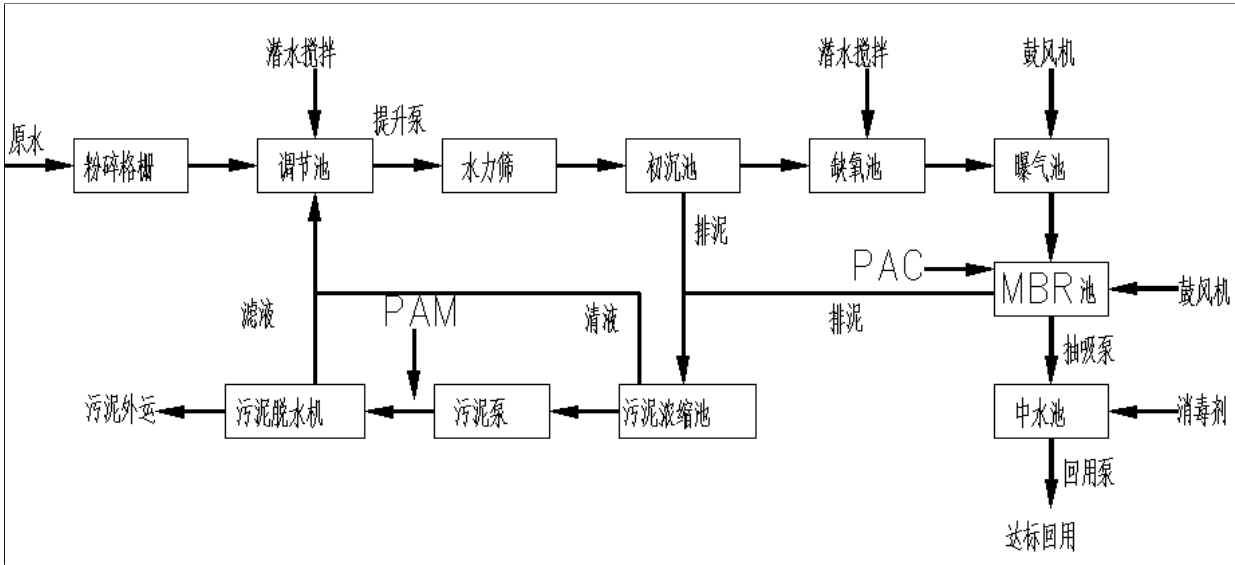 潜水搅拌
潜水搅拌
鼓风机
原水
提升泵
粉碎格栅
调节池
水力筛
初沉池
缺氧池
曝气池
排泥
PAC
MBR池
鼓风机
滤液
PAM
清液
排泥
抽吸泵
污泥外运
污泥脱水机
污泥泵
污泥浓缩池
中水池
消毒剂
回用泵
达标回用